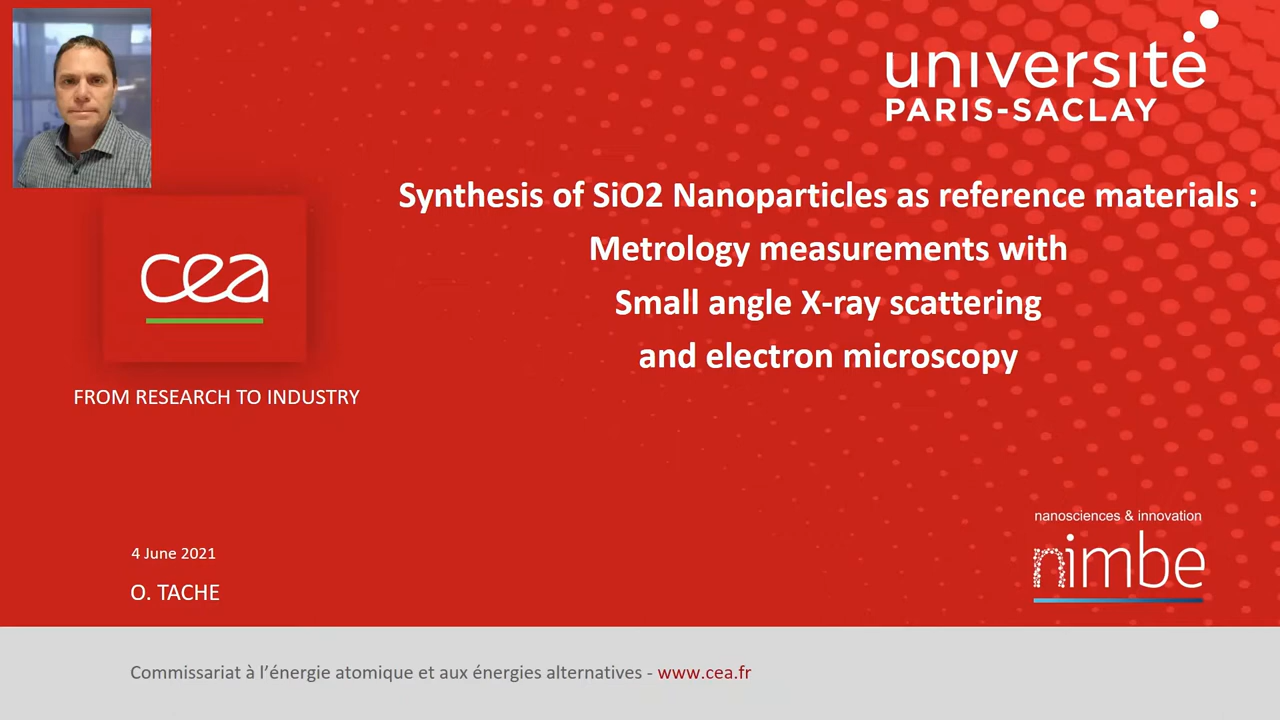 université
PARIS-SACLAY
Synthesis of SiO2 Nanoparticles as reference materials :
Metrology measurements with
Small angle X-ray scattering
and electron microscopy
cea
FROM RESEARCH TO INDUSTRY
nanosciences & innovation
nimbe
4 June 2021
O. TACHE
Commissariat à l’énergie atomique et aux énergies alternatives - www.cea.fr